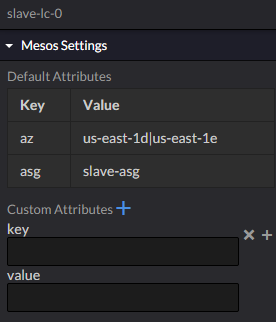 slave-lc-0
Mesos Settings
Default Attributes
Key Value
az us-east-1d|us-east-1e
asg slave-asg
Custom Attributes +
key
value